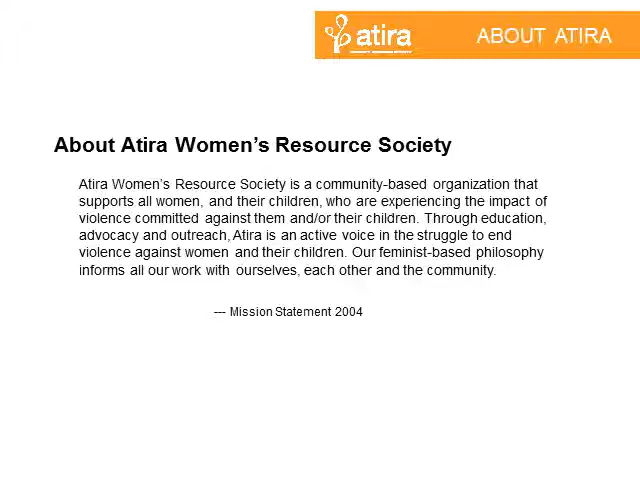 atira ABOUT ATIRA
About Atira Women’s Resource Society
Atira Women’s Resource Society is a community-based organization that
supports all women, and their children, who are experiencing the impact of
violence committed against them and/or their children. Through education,
advocacy and outreach, Atira is an active voice in the struggle to end
violence against women and their children. Our feminist-based philosophy
informs all our work with ourselves, each other and the community.
--- Mission Statement 2004